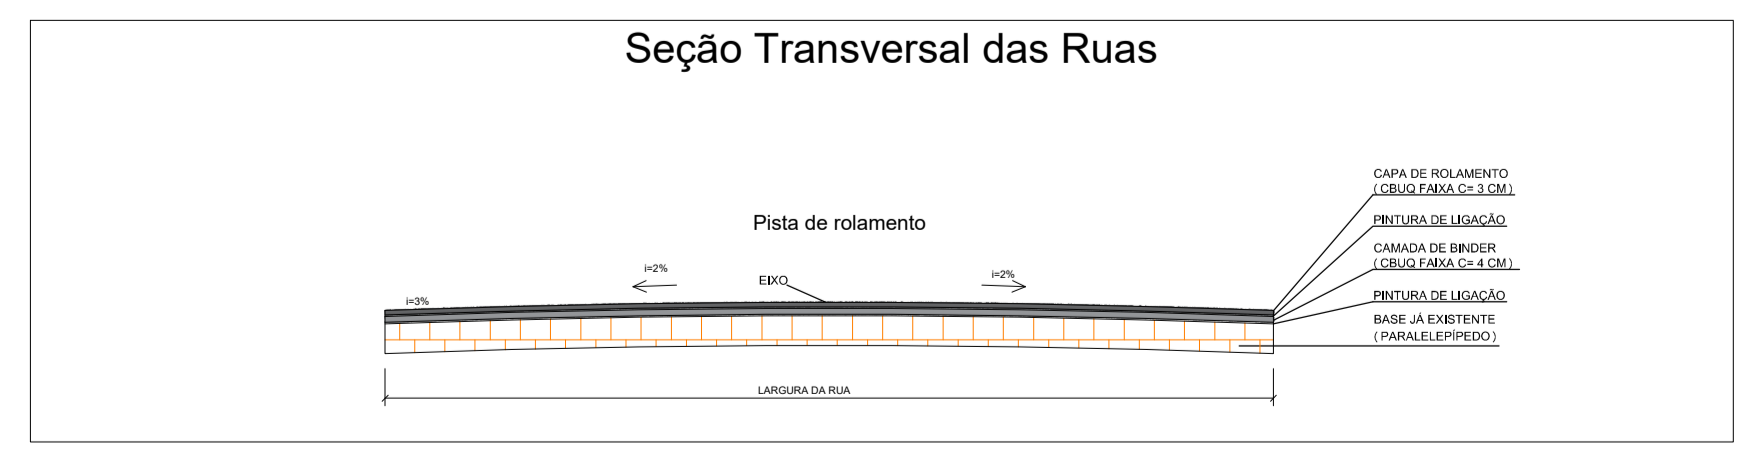 Seção Transversal das Ruas
CAPA DE ROLAMENTO
( CBUQ FAIXA C= 3 CM )
Pista de rolamento
PINTURA DE LIGAÇÃO
CAMADA DE BINDER
( CBUQ FAIXA C= 4 CM )
i=2%
i=2%
EIXO
i=3%
PINTURA DE LIGAÇÃO
BASE JÁ EXISTENTE
( PARALELEPÍPEDO )
LARGURA DA RUA